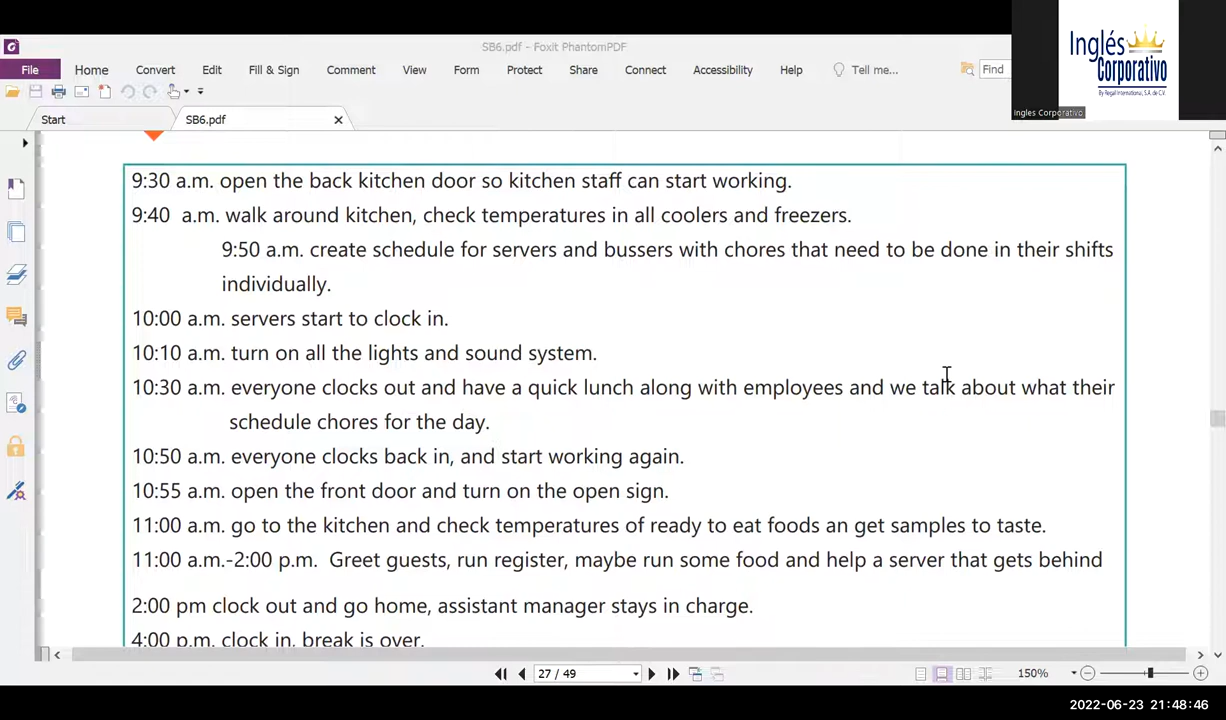 SB6.pdf - Foxit PhantomPDF
File Home Convert Edit Fill & Sign Comment View Form Protect Share Connect Accessibility Help Tell me... Find
Start SB6.pdf
Inglés
Corporativo
By Regall International, S.A. de C.V.
Ingles Corporativo
9:30 a.m. open the back kitchen door so kitchen staff can start working.
9:40 a.m. walk around kitchen, check temperatures in all coolers and freezers.
9:50 a.m. create schedule for servers and bussers with chores that need to be done in their shifts
individually.
10:00 a.m. servers start to clock in.
10:10 a.m. turn on all the lights and sound system.
10:30 a.m. everyone clocks out and have a quick lunch along with employees and we talk about what their
schedule chores for the day.
10:50 a.m. everyone clocks back in, and start working again.
10:55 a.m. open the front door and turn on the open sign.
11:00 a.m. go to the kitchen and check temperatures of ready to eat foods an get samples to taste.
11:00 a.m.-2:00 p.m. Greet guests, run register, maybe run some food and help a server that gets behind
2:00 pm clock out and go home, assistant manager stays in charge.
4:00 p.m. clock in, break is over.
27 / 49
150%
2022-06-23 21:48:46